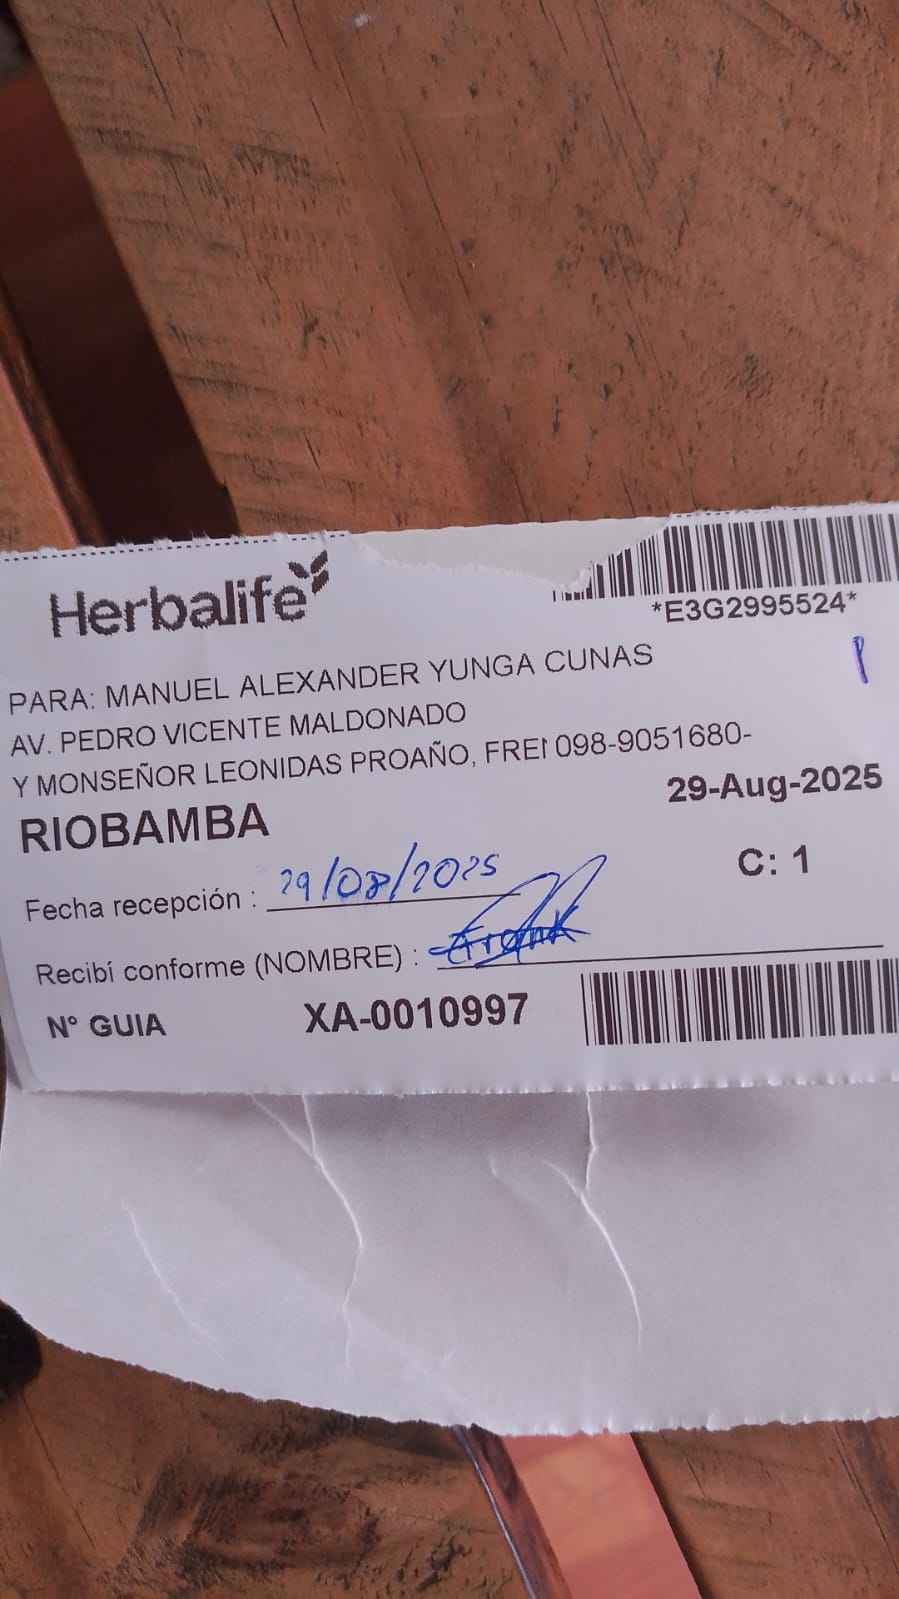 Herbalife
*E3G2995524*
PARA: MANUEL ALEXANDER YUNGA CUNAS
AV. PEDRO VICENTE MALDONADO
Y MONSEÑOR LEONIDAS PROAÑO, FREI 098-9051680-
RIOBAMBA
29-Aug-2025
C: 1
Fecha recepción : 29/08/2025
Recibí conforme (NOMBRE) : Frank
Nº GUIA XA-0010997